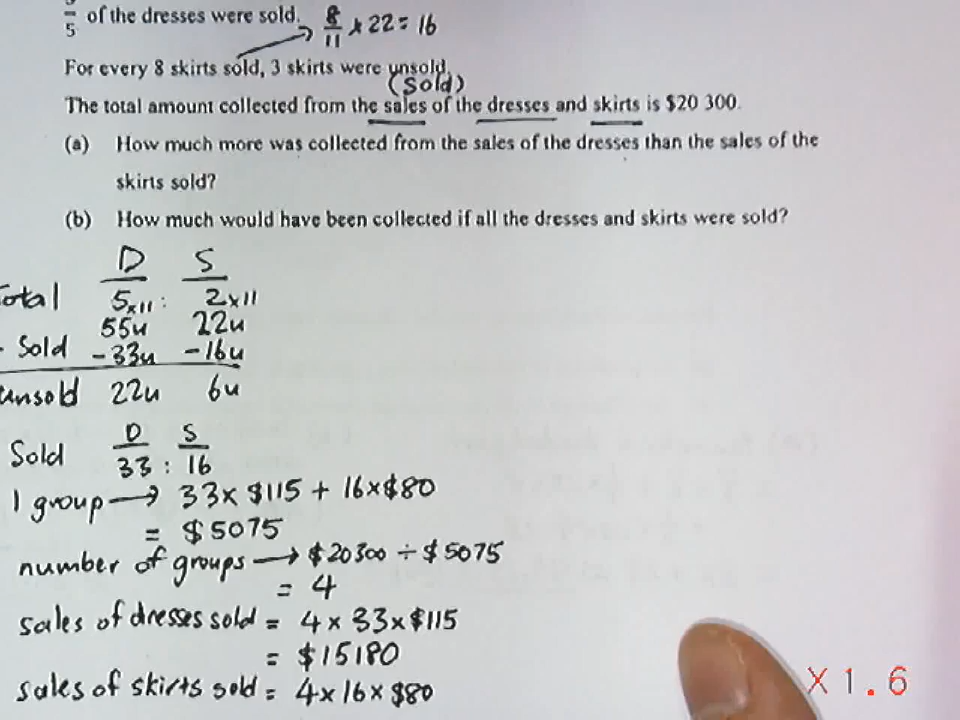 5 of the dresses were sold. 8/11 x 22 = 16
For every 8 skirts sold, 3 skirts were unsold.
(sold)
The total amount collected from the sales of the dresses and skirts is $20 300.
(a) How much more was collected from the sales of the dresses than the sales of the
skirts sold?
(b) How much would have been collected if all the dresses and skirts were sold?
D S
Total 5x11 : 2x11
55u 22u
- Sold -33u -16u
unsold 22u 6u
D S
Sold 33 : 16
1 group → 33 x $115 + 16 x $80
= $5075
number of groups → $20300 ÷ $5075
= 4
sales of dresses sold = 4 x 33 x $115
= $15180
sales of skirts sold = 4 x 16 x $80
X1.6